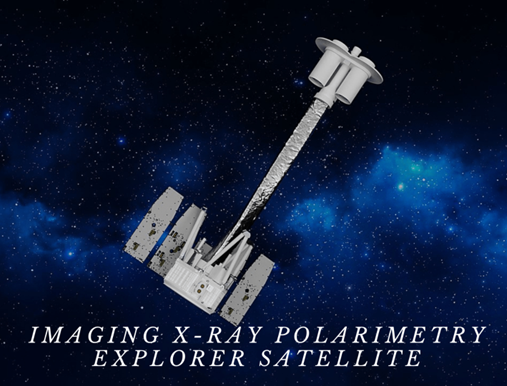 IMAGING X-RAY POLARIMETRY
EXPLORER SATELLITE